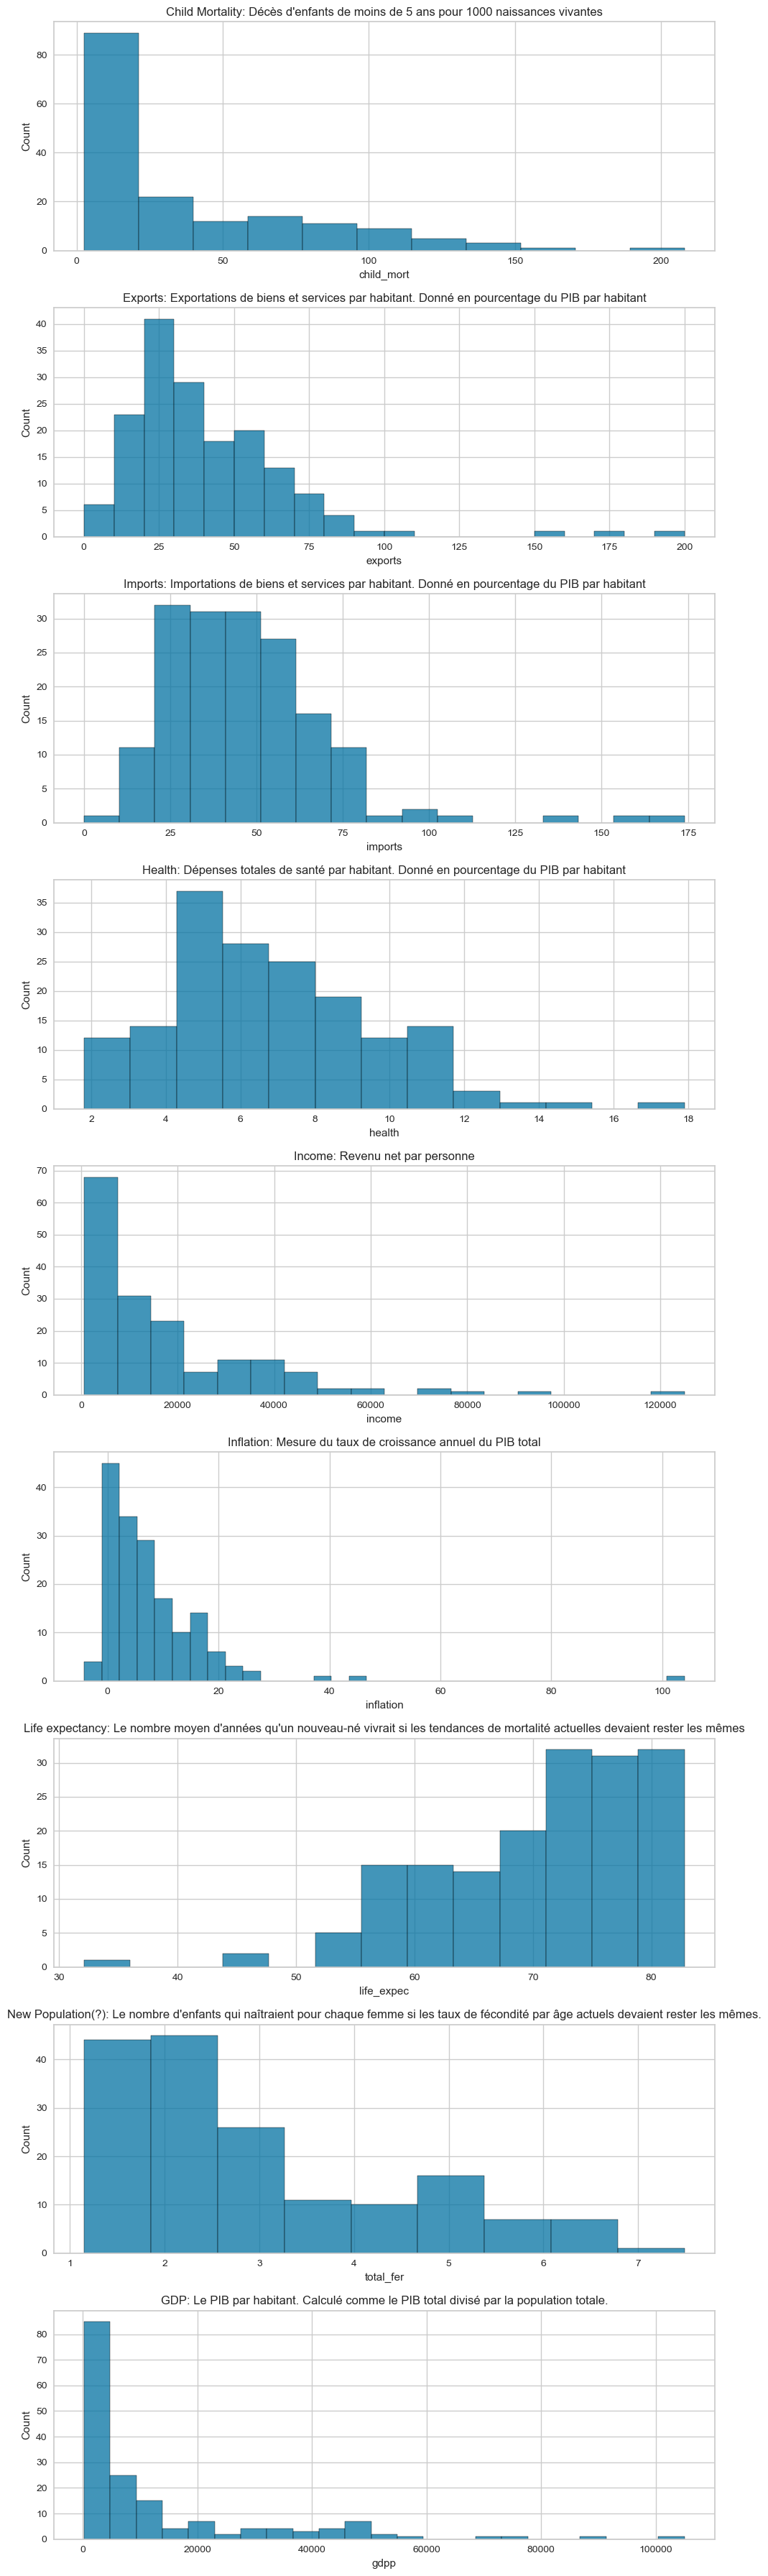 Child Mortality: Décès d'enfants de moins de 5 ans pour 1000 naissances vivantes
80
60
40
20
0
Count
0 50 100 150 200
child_mort
Exports: Exportations de biens et services par habitant. Donné en pourcentage du PIB par habitant
40
35
30
25
20
15
10
5
0
Count
0 25 50 75 100 125 150 175 200
exports
Imports: Importations de biens et services par habitant. Donné en pourcentage du PIB par habitant
30
25
20
15
10
5
0
Count
0 25 50 75 100 125 150 175
imports
Health: Dépenses totales de santé par habitant. Donné en pourcentage du PIB par habitant
35
30
25
20
15
10
5
0
Count
2 4 6 8 10 12 14 16 18
health
Income: Revenu net par personne
70
60
50
40
30
20
10
0
Count
0 20000 40000 60000 80000 100000 120000
income
Inflation: Mesure du taux de croissance annuel du PIB total
40
30
20
10
0
Count
0 20 40 60 80 100
inflation
Life expectancy: Le nombre moyen d'années qu'un nouveau-né vivrait si les tendances de mortalité actuelles devaient rester les mêmes
30
25
20
15
10
5
0
Count
30 40 50 60 70 80
life_expec
New Population(?): Le nombre d'enfants qui naîtraient pour chaque femme si les taux de fécondité par âge actuels devaient rester les mêmes.
40
30
20
10
0
Count
1 2 3 4 5 6 7
total_fer
GDP: Le PIB par habitant. Calculé comme le PIB total divisé par la population totale.
80
70
60
50
40
30
20
10
0
Count
0 20000 40000 60000 80000 100000
gdpp